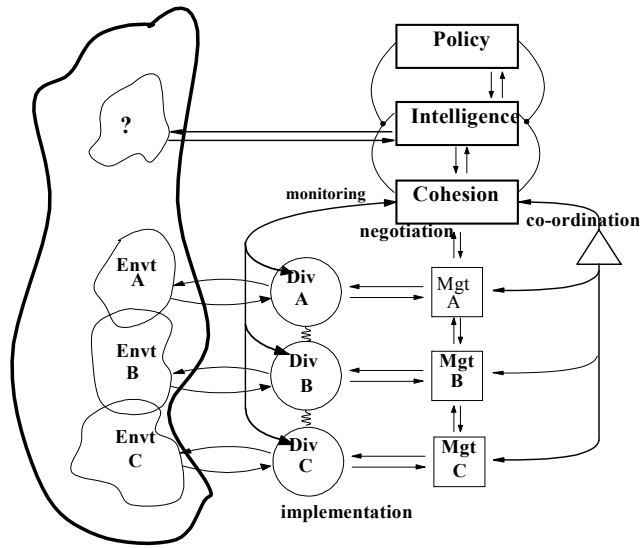 Policy
?
Intelligence
monitoring
Cohesion
negotiation
co-ordination
Envt
A
Div
A
Mgt
A
Envt
B
Div
B
Mgt
B
Envt
C
Div
C
Mgt
C
implementation